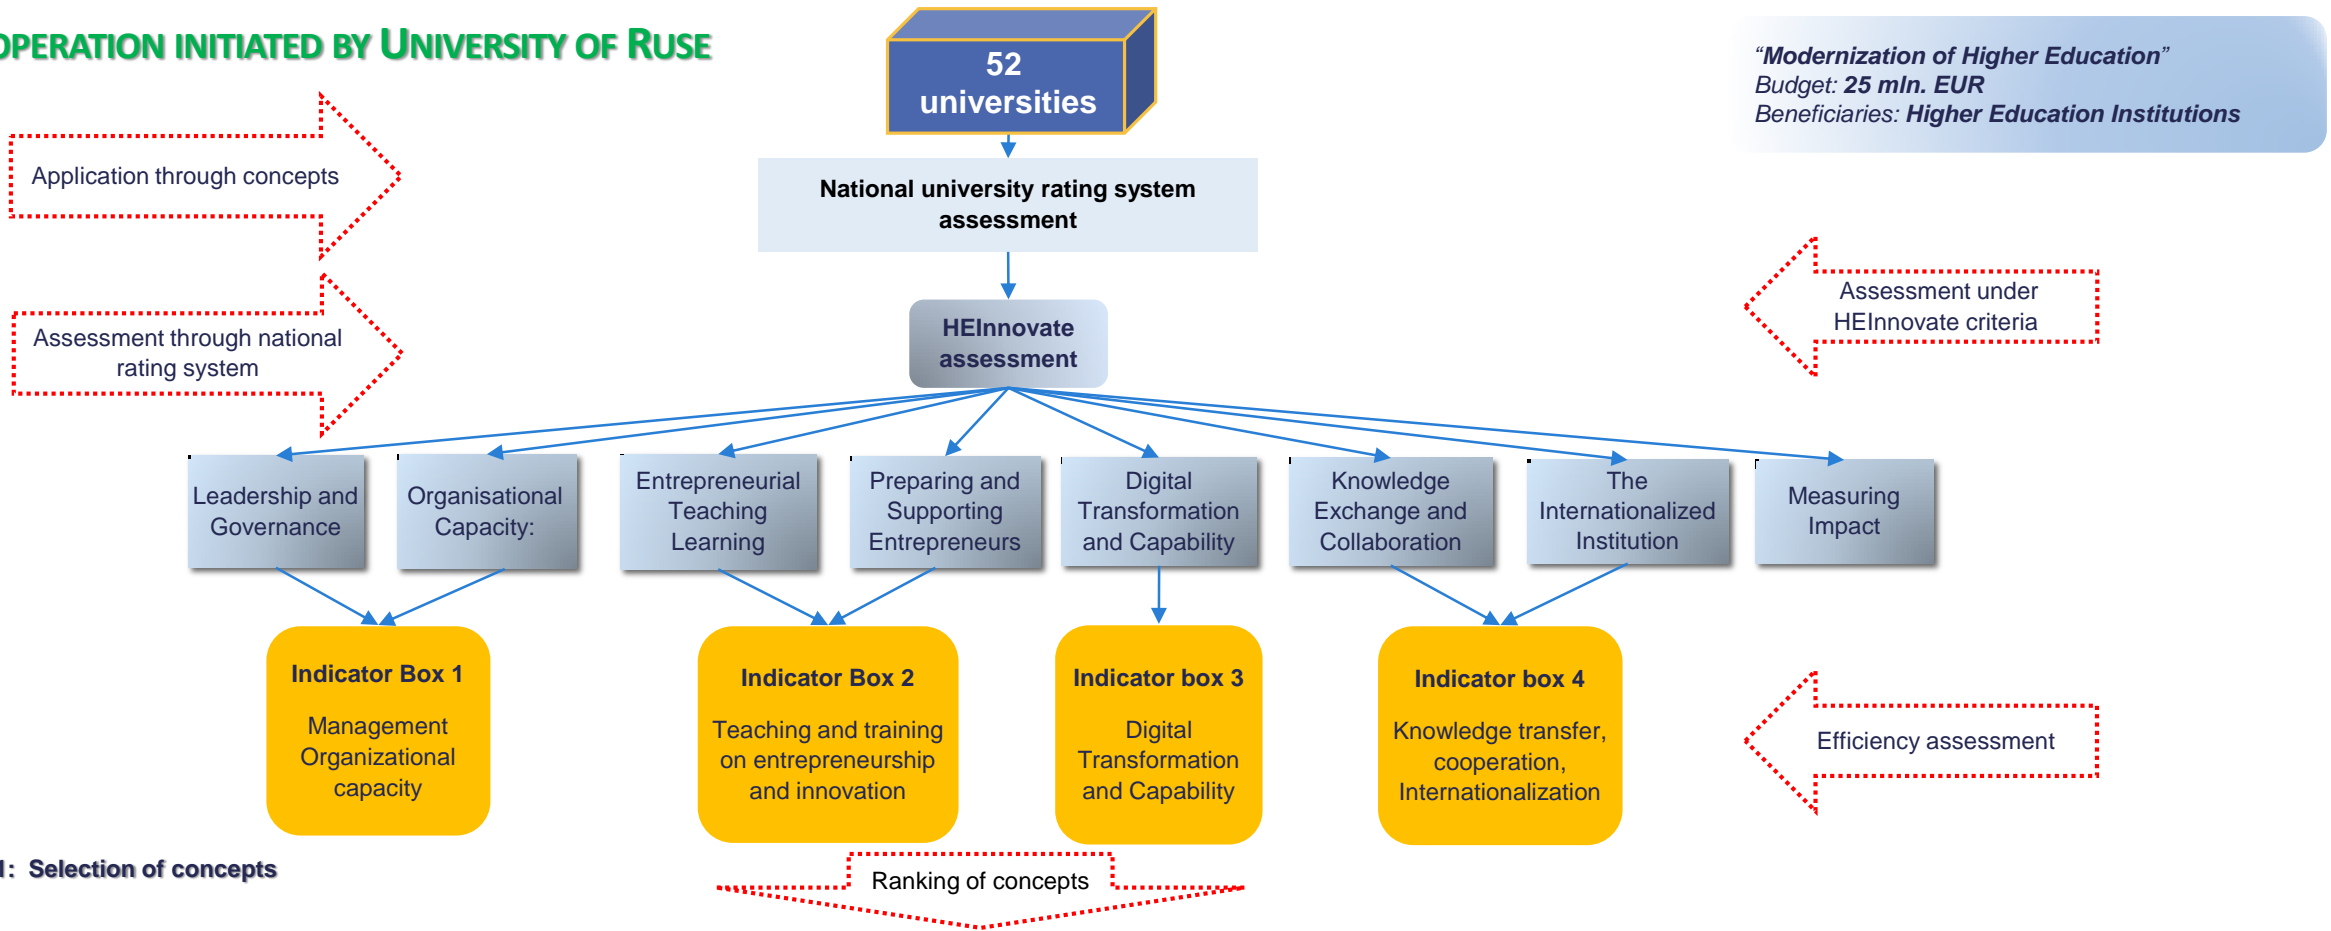 OPERATION INITIATED BY UNIVERSITY OF RUSE
52
universities
"Modernization of Higher Education"
Budget: 25 mln. EUR
Beneficiaries: Higher Education Institutions
Application through concepts
National university rating system
assessment
Assessment through national
rating system
HEInnovate
assessment
Assessment under
HEInnovate criteria
Leadership and
Governance
Organisational
Capacity:
Entrepreneurial
Teaching
Learning
Preparing and
Supporting
Entrepreneurs
Digital
Transformation
and Capability
Knowledge
Exchange and
Collaboration
The
Internationalized
Institution
Measuring
Impact
Indicator Box 1
Management
Organizational
capacity
Indicator Box 2
Teaching and training
on entrepreneurship
and innovation
Indicator box 3
Digital
Transformation
and Capability
Indicator box 4
Knowledge transfer,
cooperation,
Internationalization
Efficiency assessment
1: Selection of concepts
Ranking of concepts